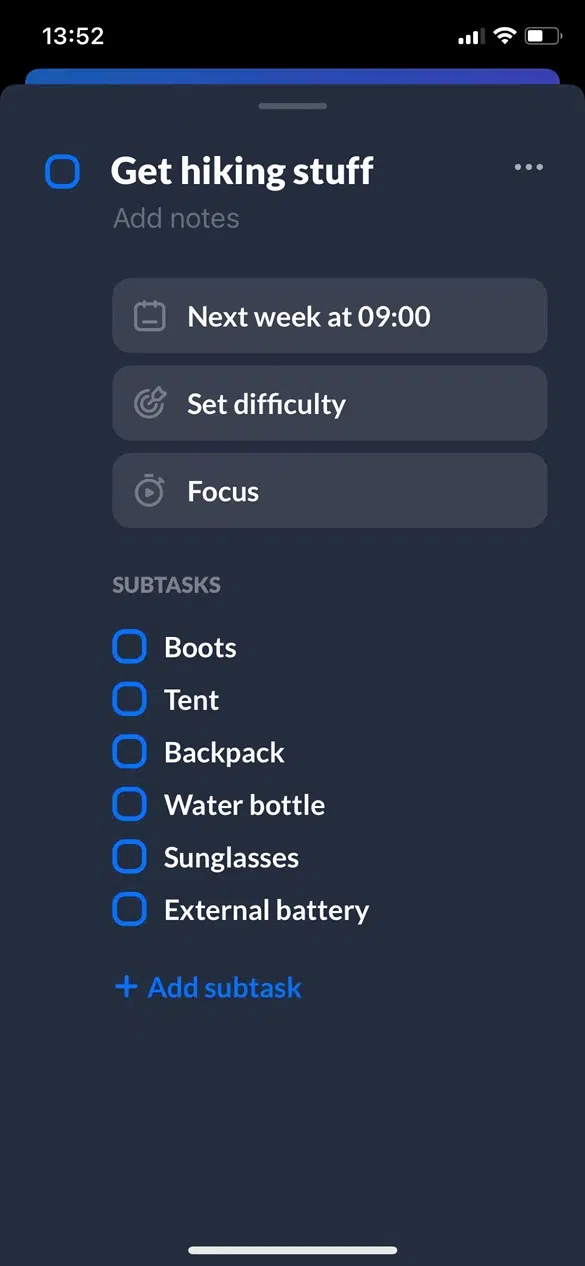 13:52
Get hiking stuff
Add notes
Next week at 09:00
Set difficulty
Focus
SUBTASKS
Boots
Tent
Backpack
Water bottle
Sunglasses
External battery
+ Add subtask